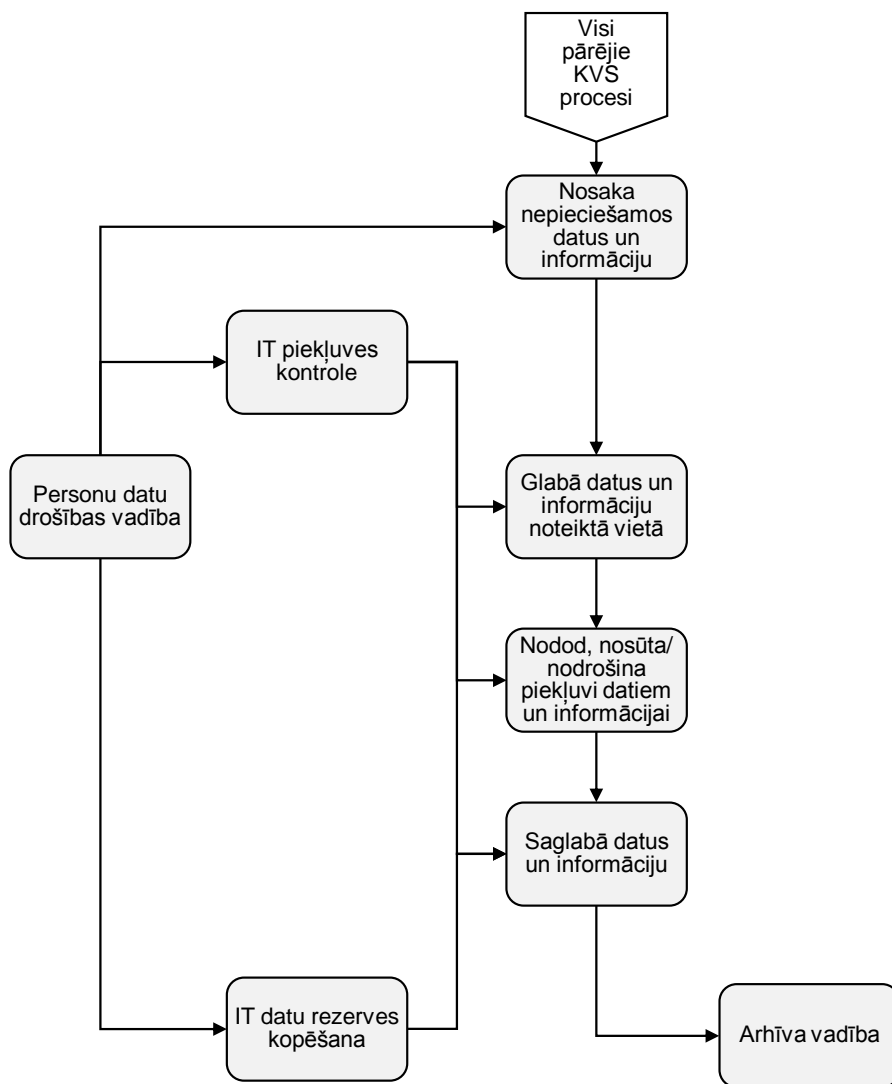 Visi
pārējie
KVS
procesi
Nosaka
nepieciešamos
datus un
informāciju
IT piekļuves
kontrole
Personu datu
drošības vadība
Glabā datus un
informāciju
noteiktā vietā
Nodod, nosūta/
nodrošina
piekļuvi datiem
un informācijai
Saglabā datus
un informāciju
IT datu rezerves
kopēšana
Arhīva vadība